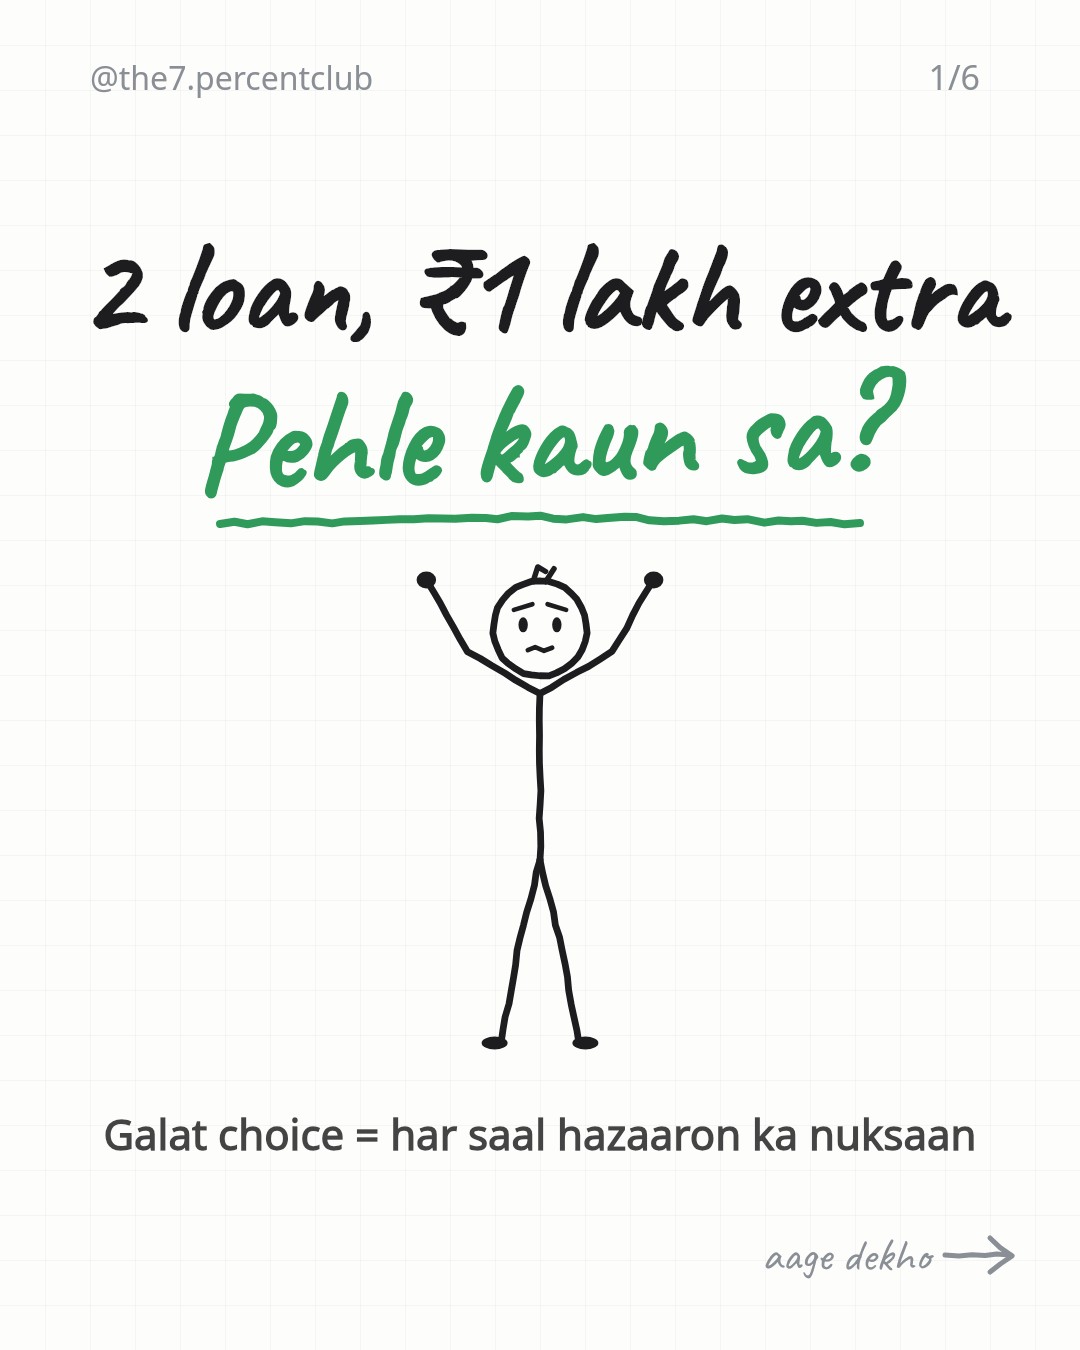 @the7.percentclub
1/6
2 loan, ₹1 lakh extra
Pehle kaun sa?
Galat choice = har saal hazaaron ka nuksaan
aage dekho